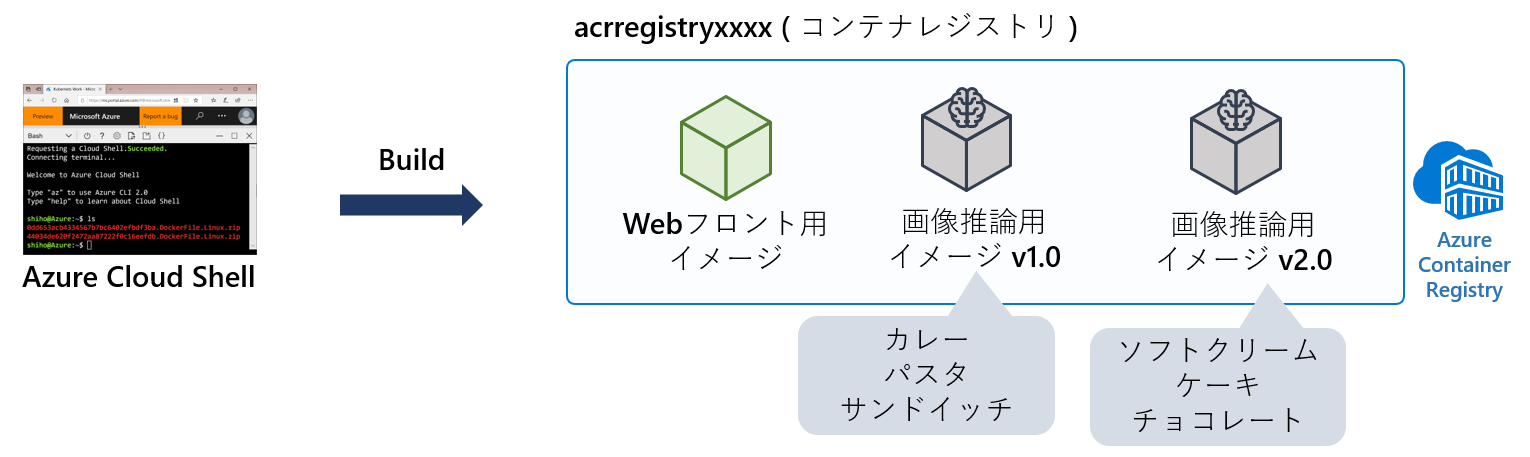 acrregistryxxxx ( コンテナレジストリ )
Kubernetes Work - Micro
https://ms.portal.azure.com/#@microsoft.com
Preview
Microsoft Azure
Report a bug
Bash
Requesting a Cloud Shell.Succeeded.
Connecting terminal...
Welcome to Azure Cloud Shell
Type "az" to use Azure CLI 2.0
Type "help" to learn about Cloud Shell
shiho@Azure:~$ ls
0dd653acb4334567b7bc6402efbdf3ba.DockerFile.Linux.zip
44034de620f2472aa87222f0c16eefdb.DockerFile.Linux.zip
shiho@Azure:~$
Azure Cloud Shell
Build
Webフロント用
イメージ
画像推論用
イメージ v1.0
画像推論用
イメージ v2.0
カレー
パスタ
サンドイッチ
ソフトクリーム
ケーキ
チョコレート
Azure
Container
Registry